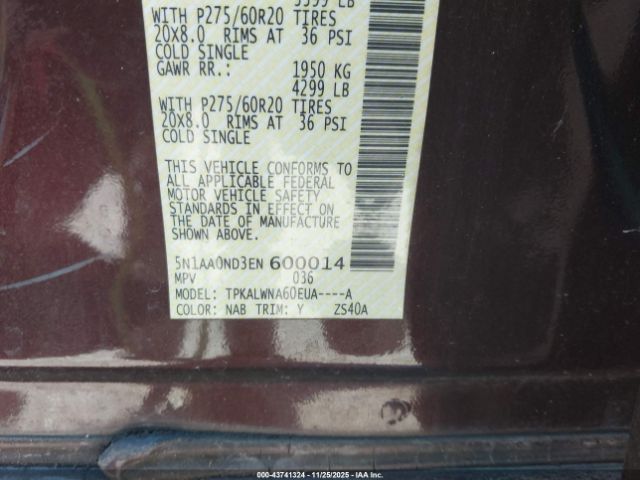 WITH P275/60R20 TIRES
20X8.0 RIMS AT 36 PSI
COLD SINGLE
GAWR RR.: 1950 KG
4299 LB
WITH P275/60R20 TIRES
20X8.0 RIMS AT 36 PSI
COLD SINGLE
THIS VEHICLE CONFORMS TO
ALL APPLICABLE FEDERAL
MOTOR VEHICLE SAFETY
STANDARDS IN EFFECT ON
THE DATE OF MANUFACTURE
SHOWN ABOVE.
5N1AA0ND3EN 600014
MPV 036
MODEL: TPKALWNA60EUA----A
COLOR: NAB TRIM: Y ZS40A
000-43741324 | 11/25/2025 | IAA Inc.